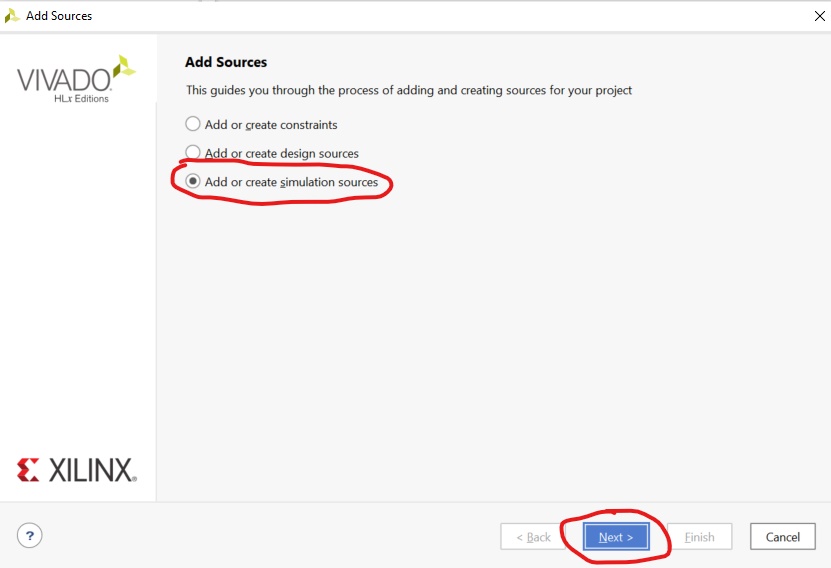 Add Sources
VIVADO
HLx Editions
Add Sources
This guides you through the process of adding and creating sources for your project
Add or create constraints
Add or create design sources
Add or create simulation sources
XILINX®
?
< Back
Next >
Finish
Cancel